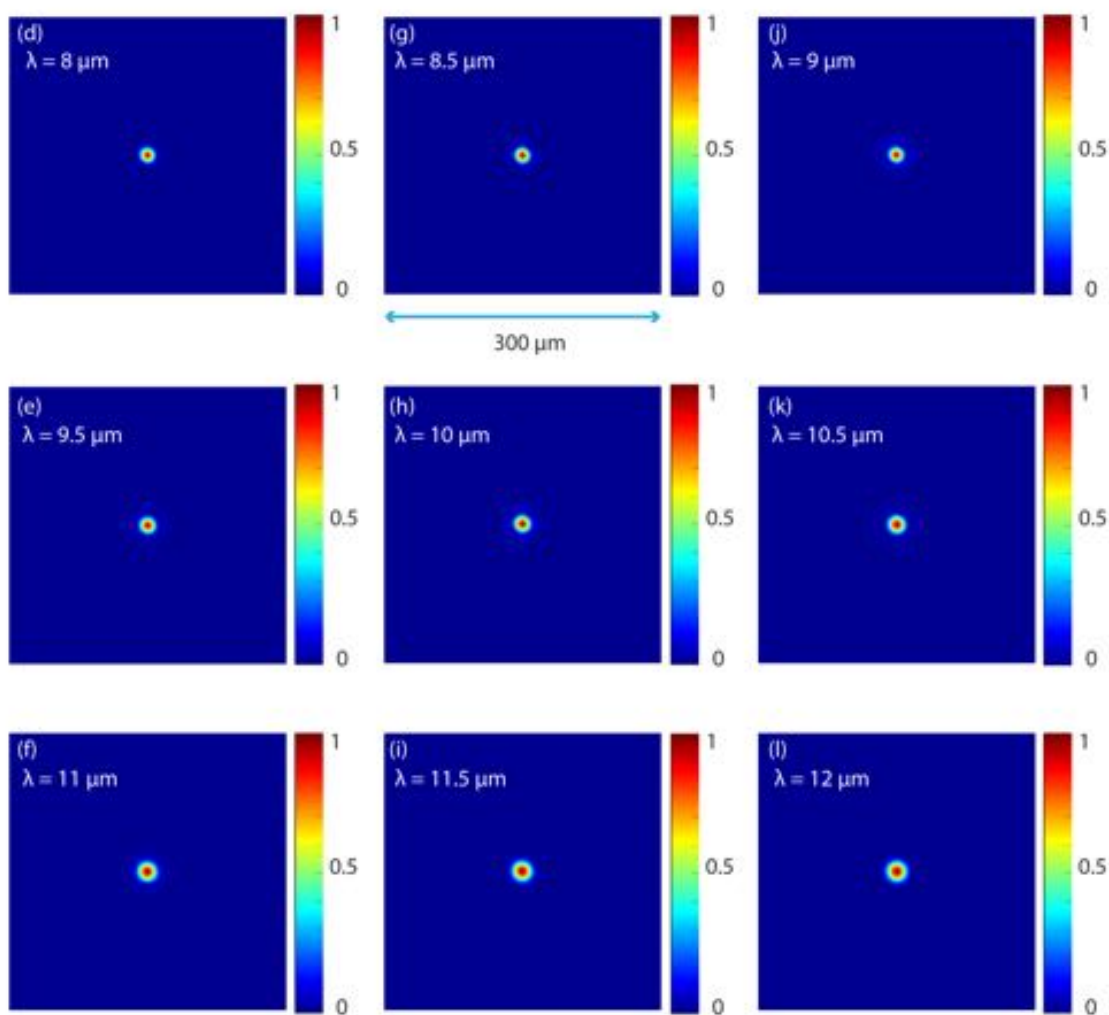 (d)
λ = 8 μm
1
0.5
0
(g)
λ = 8.5 μm
1
0.5
0
(j)
λ = 9 μm
1
0.5
0
300 μm
(e)
λ = 9.5 μm
1
0.5
0
(h)
λ = 10 μm
1
0.5
0
(k)
λ = 10.5 μm
1
0.5
0
(f)
λ = 11 μm
1
0.5
0
(i)
λ = 11.5 μm
1
0.5
0
(l)
λ = 12 μm
1
0.5
0